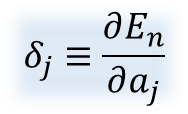 δ_j ≡ ∂E_n / ∂a_j